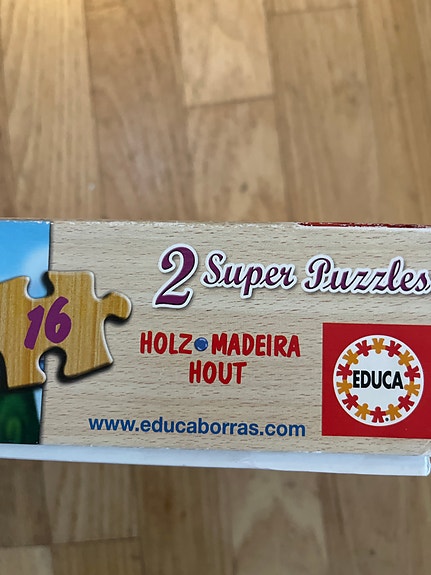 2 Super Puzzles
16
HOLZ • MADEIRA
HOUT
EDUCA
www.educaborras.com